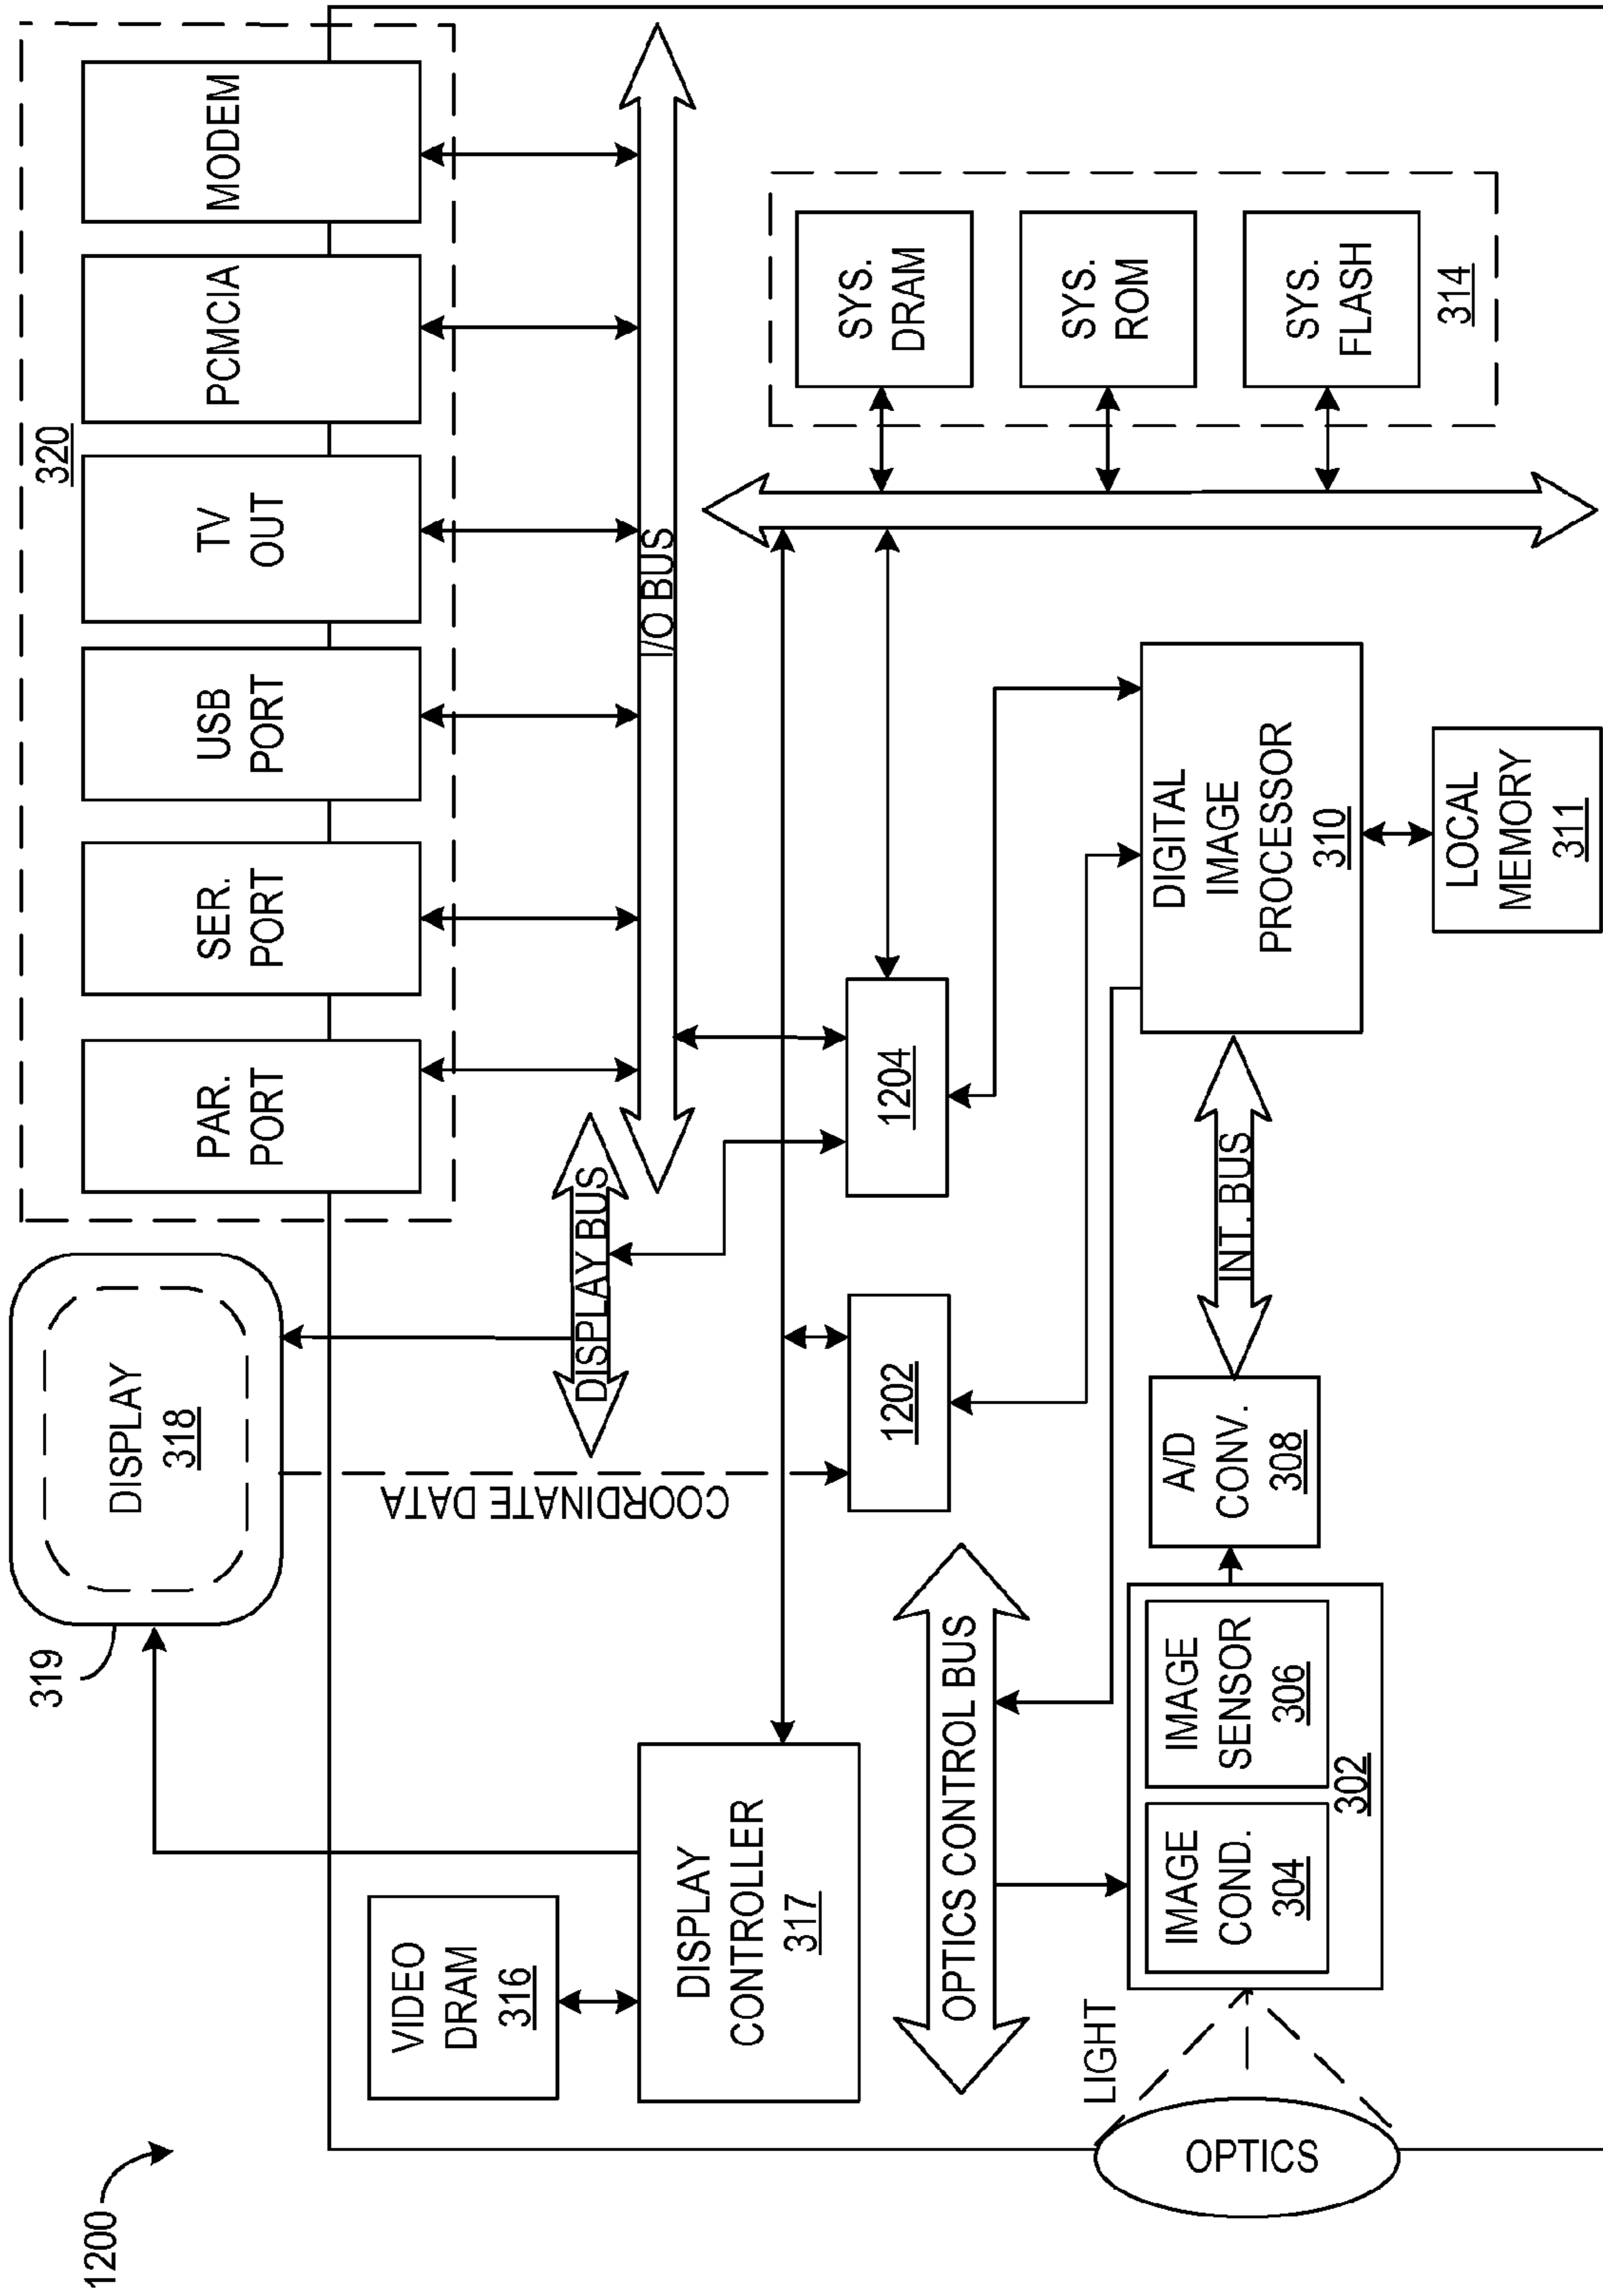 1200
320
PAR.
PORT
SER.
PORT
USB
PORT
TV
OUT
PCMCIA
MODEM
319
DISPLAY
318
VIDEO
DRAM
316
COORDINATE DATA
DISPLAY BUS
I/O BUS
DISPLAY
CONTROLLER
317
1202
1204
SYS.
DRAM
SYS.
ROM
SYS.
FLASH
314
OPTICS CONTROL BUS
LIGHT
OPTICS
IMAGE
COND.
304
IMAGE
SENSOR
306
302
A/D
CONV.
308
INT. BUS
DIGITAL
IMAGE
PROCESSOR
310
LOCAL
MEMORY
311